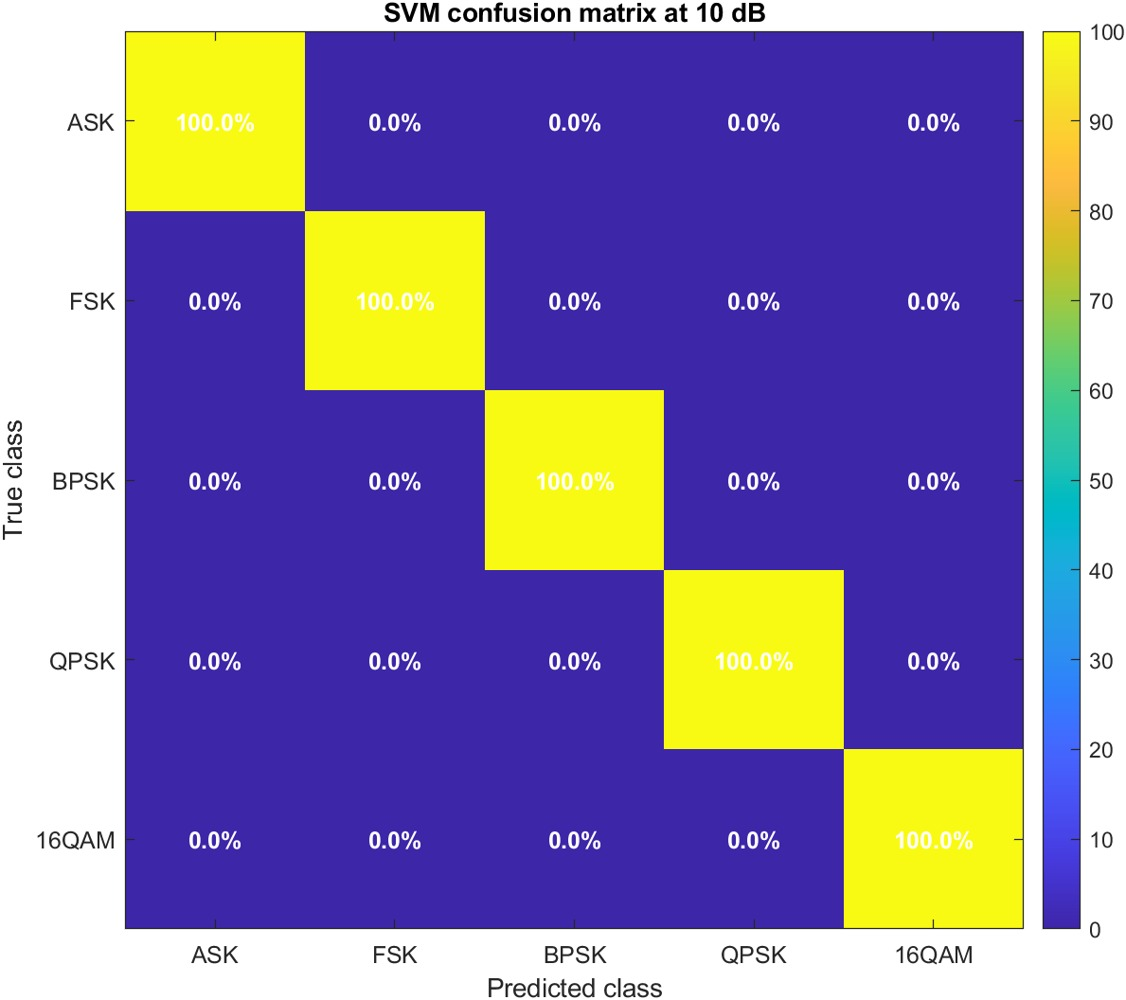 SVM confusion matrix at 10 dB
100
ASK 100.0% 0.0% 0.0% 0.0% 0.0%
90
80
70
FSK 0.0% 100.0% 0.0% 0.0% 0.0%
60
True class
BPSK 0.0% 0.0% 100.0% 0.0% 0.0%
50
40
30
QPSK 0.0% 0.0% 0.0% 100.0% 0.0%
20
16QAM 0.0% 0.0% 0.0% 0.0% 100.0%
10
0
ASK FSK BPSK QPSK 16QAM
Predicted class